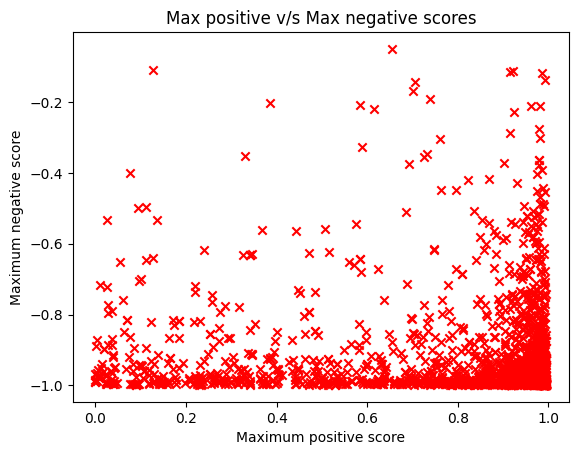 Max positive v/s Max negative scores
Maximum negative score
−0.2
−0.4
−0.6
−0.8
−1.0
0.0 0.2 0.4 0.6 0.8 1.0
Maximum positive score